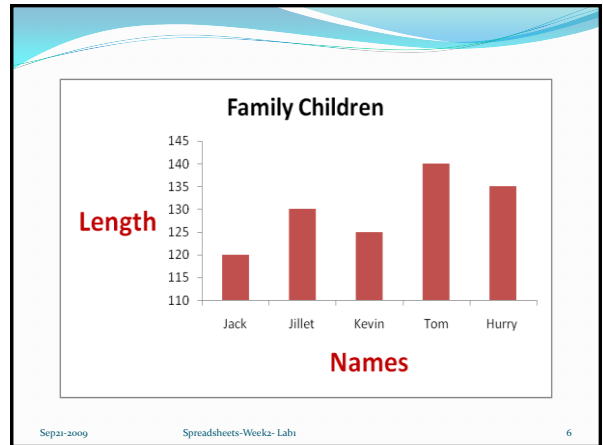 Family Children
145
140
135
130
125
120
115
110
Length
Jack Jillet Kevin Tom Hurry
Names
Sep21-2009 Spreadsheets-Week2- Lab1 6